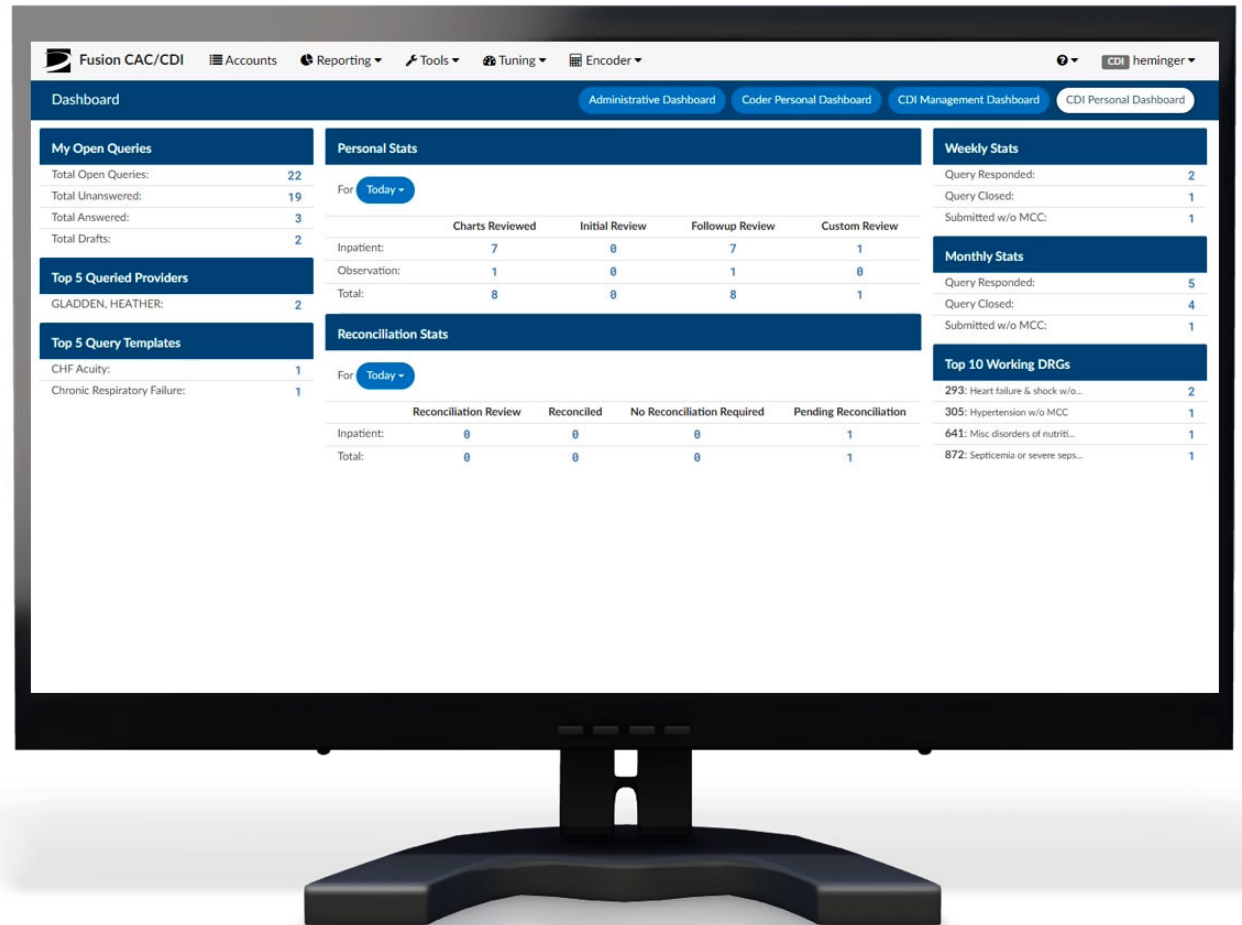 Fusion CAC/CDI Accounts Reporting Tools Tuning Encoder CDI heminger
Dashboard Administrative Dashboard Coder Personal Dashboard CDI Management Dashboard CDI Personal Dashboard
My Open Queries
Total Open Queries: 22
Total Unanswered: 19
Total Answered: 3
Total Drafts: 2
Top 5 Queried Providers
GLADDEN, HEATHER: 2
Top 5 Query Templates
CHF Acuity: 1
Chronic Respiratory Failure: 1
Personal Stats
For Today
Charts Reviewed Initial Review Followup Review Custom Review
Inpatient: 7 0 7 1
Observation: 1 0 1 0
Total: 8 0 8 1
Reconciliation Stats
For Today
Reconciliation Review Reconciled No Reconciliation Required Pending Reconciliation
Inpatient: 0 0 0 1
Total: 0 0 0 1
Weekly Stats
Query Responded: 2
Query Closed: 1
Submitted w/o MCC: 1
Monthly Stats
Query Responded: 5
Query Closed: 4
Submitted w/o MCC: 1
Top 10 Working DRGs
293: Heart failure & shock w/o... 2
305: Hypertension w/o MCC 1
641: Misc disorders of nutriti... 1
872: Septicemia or severe seps... 1